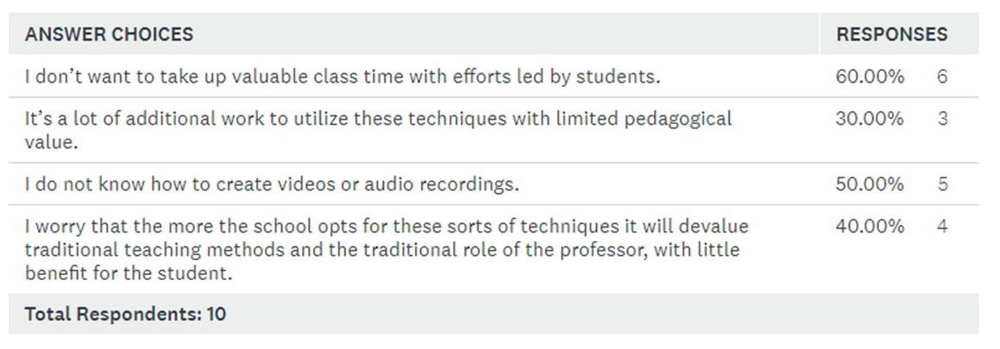 ANSWER CHOICES RESPONSES
I don’t want to take up valuable class time with efforts led by students. 60.00% 6
It’s a lot of additional work to utilize these techniques with limited pedagogical 30.00% 3
value.
I do not know how to create videos or audio recordings. 50.00% 5
I worry that the more the school opts for these sorts of techniques it will devalue 40.00% 4
traditional teaching methods and the traditional role of the professor, with little
benefit for the student.
Total Respondents: 10